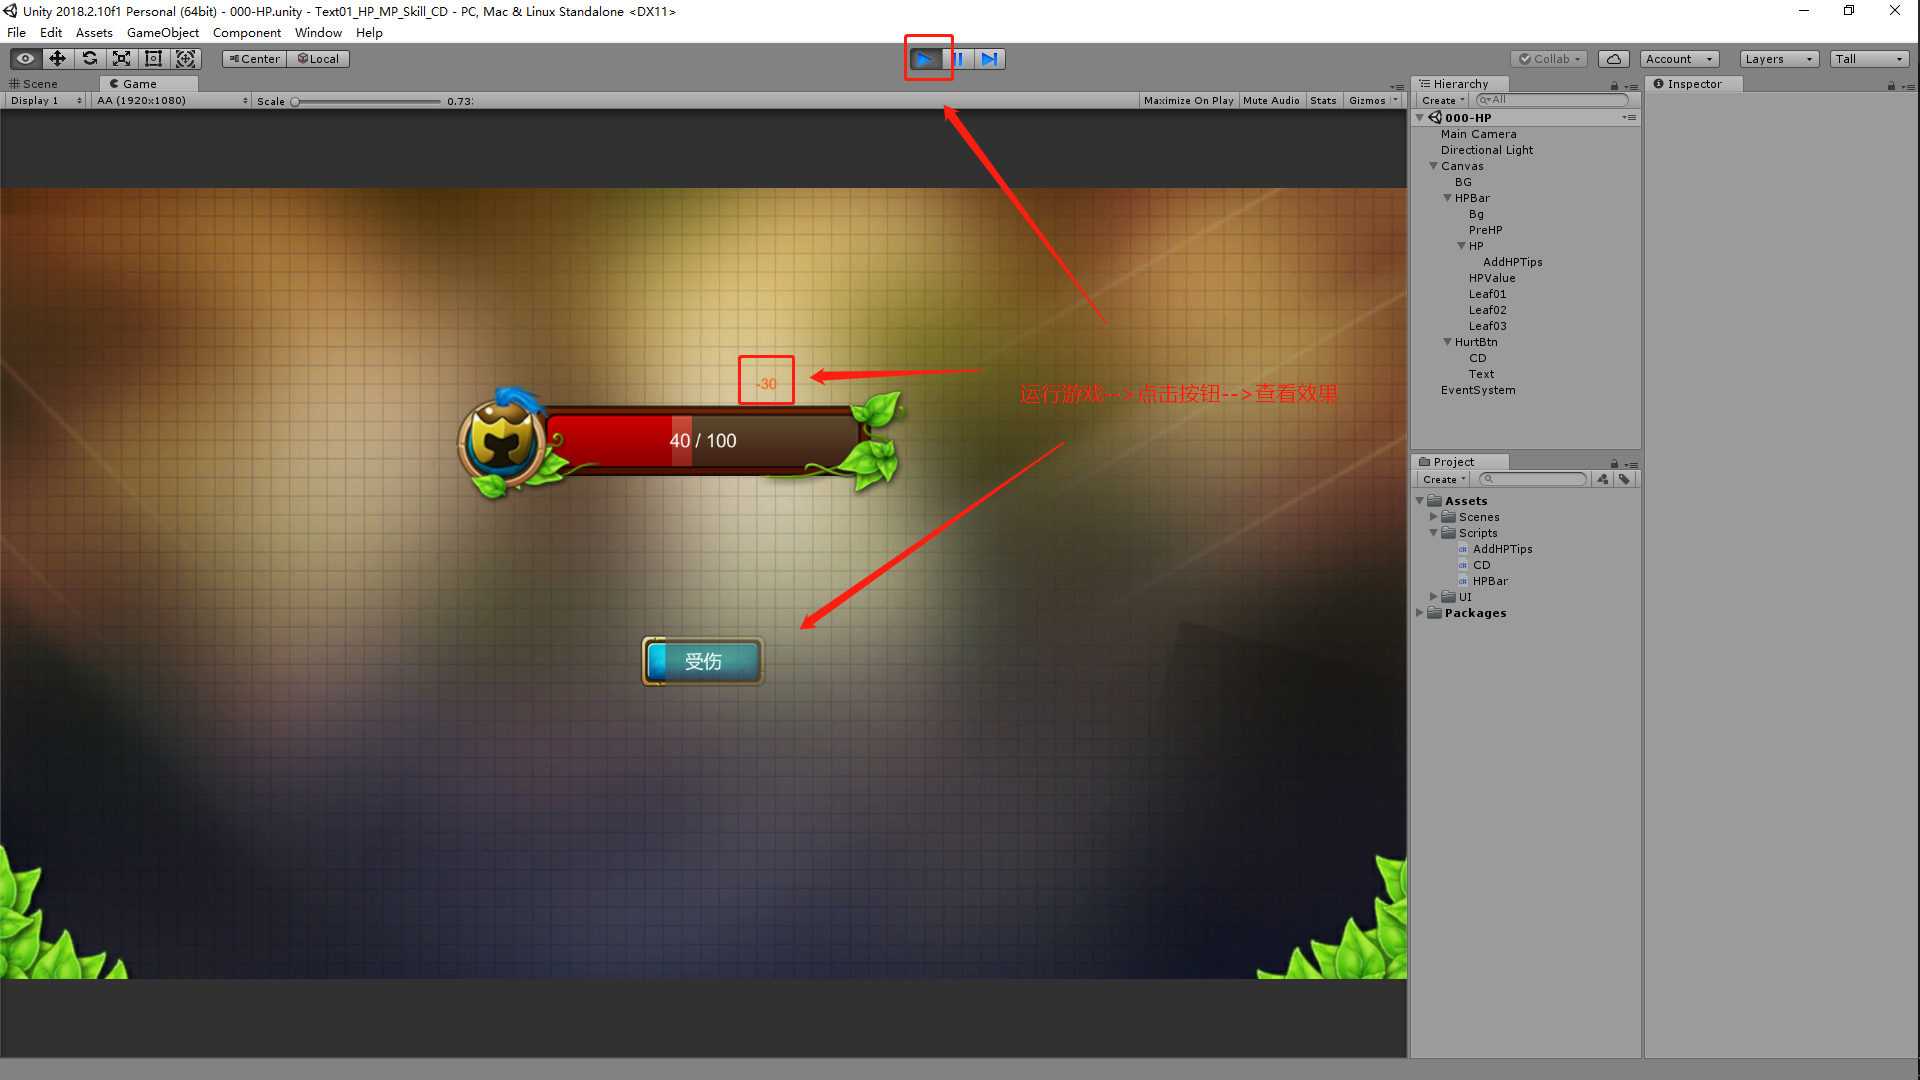 Unity 2018.2.10f1 Personal (64bit) - 000-HP.unity - Text01_HP_MP_Skill_CD - PC, Mac & Linux Standalone <DX11>
File Edit Assets GameObject Component Window Help
Center Local Collab Account Layers Tall
Scene Game
Display 1 AA (1920x1080) Scale 0.73: Maximize On Play Mute Audio Stats Gizmos
-30
运行游戏-->点击按钮-->查看效果
40 / 100
受伤
Hierarchy
Create All
000-HP
Main Camera
Directional Light
Canvas
BG
HPBar
Bg
PreHP
HP
AddHPTips
HPValue
Leaf01
Leaf02
Leaf03
HurtBtn
CD
Text
EventSystem
Project
Create
Assets
Scenes
Scripts
AddHPTips
CD
HPBar
UI
Packages
Inspector